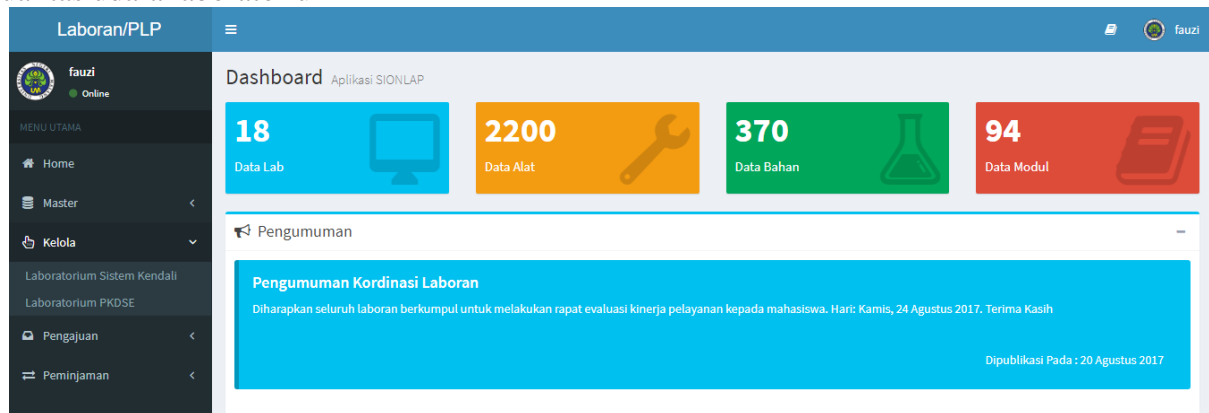 Laboran/PLP
fauzi
fauzi
Online
MENU UTAMA
Home
Master
Kelola
Laboratorium Sistem Kendali
Laboratorium PKDSE
Pengajuan
Peminjaman
Dashboard Aplikasi SIONLAP
18
Data Lab
2200
Data Alat
370
Data Bahan
94
Data Modul
Pengumuman
Pengumuman Kordinasi Laboran
Diharapkan seluruh laboran berkumpul untuk melakukan rapat evaluasi kinerja pelayanan kepada mahasiswa. Hari: Kamis, 24 Agustus 2017. Terima Kasih
Dipublikasi Pada : 20 Agustus 2017